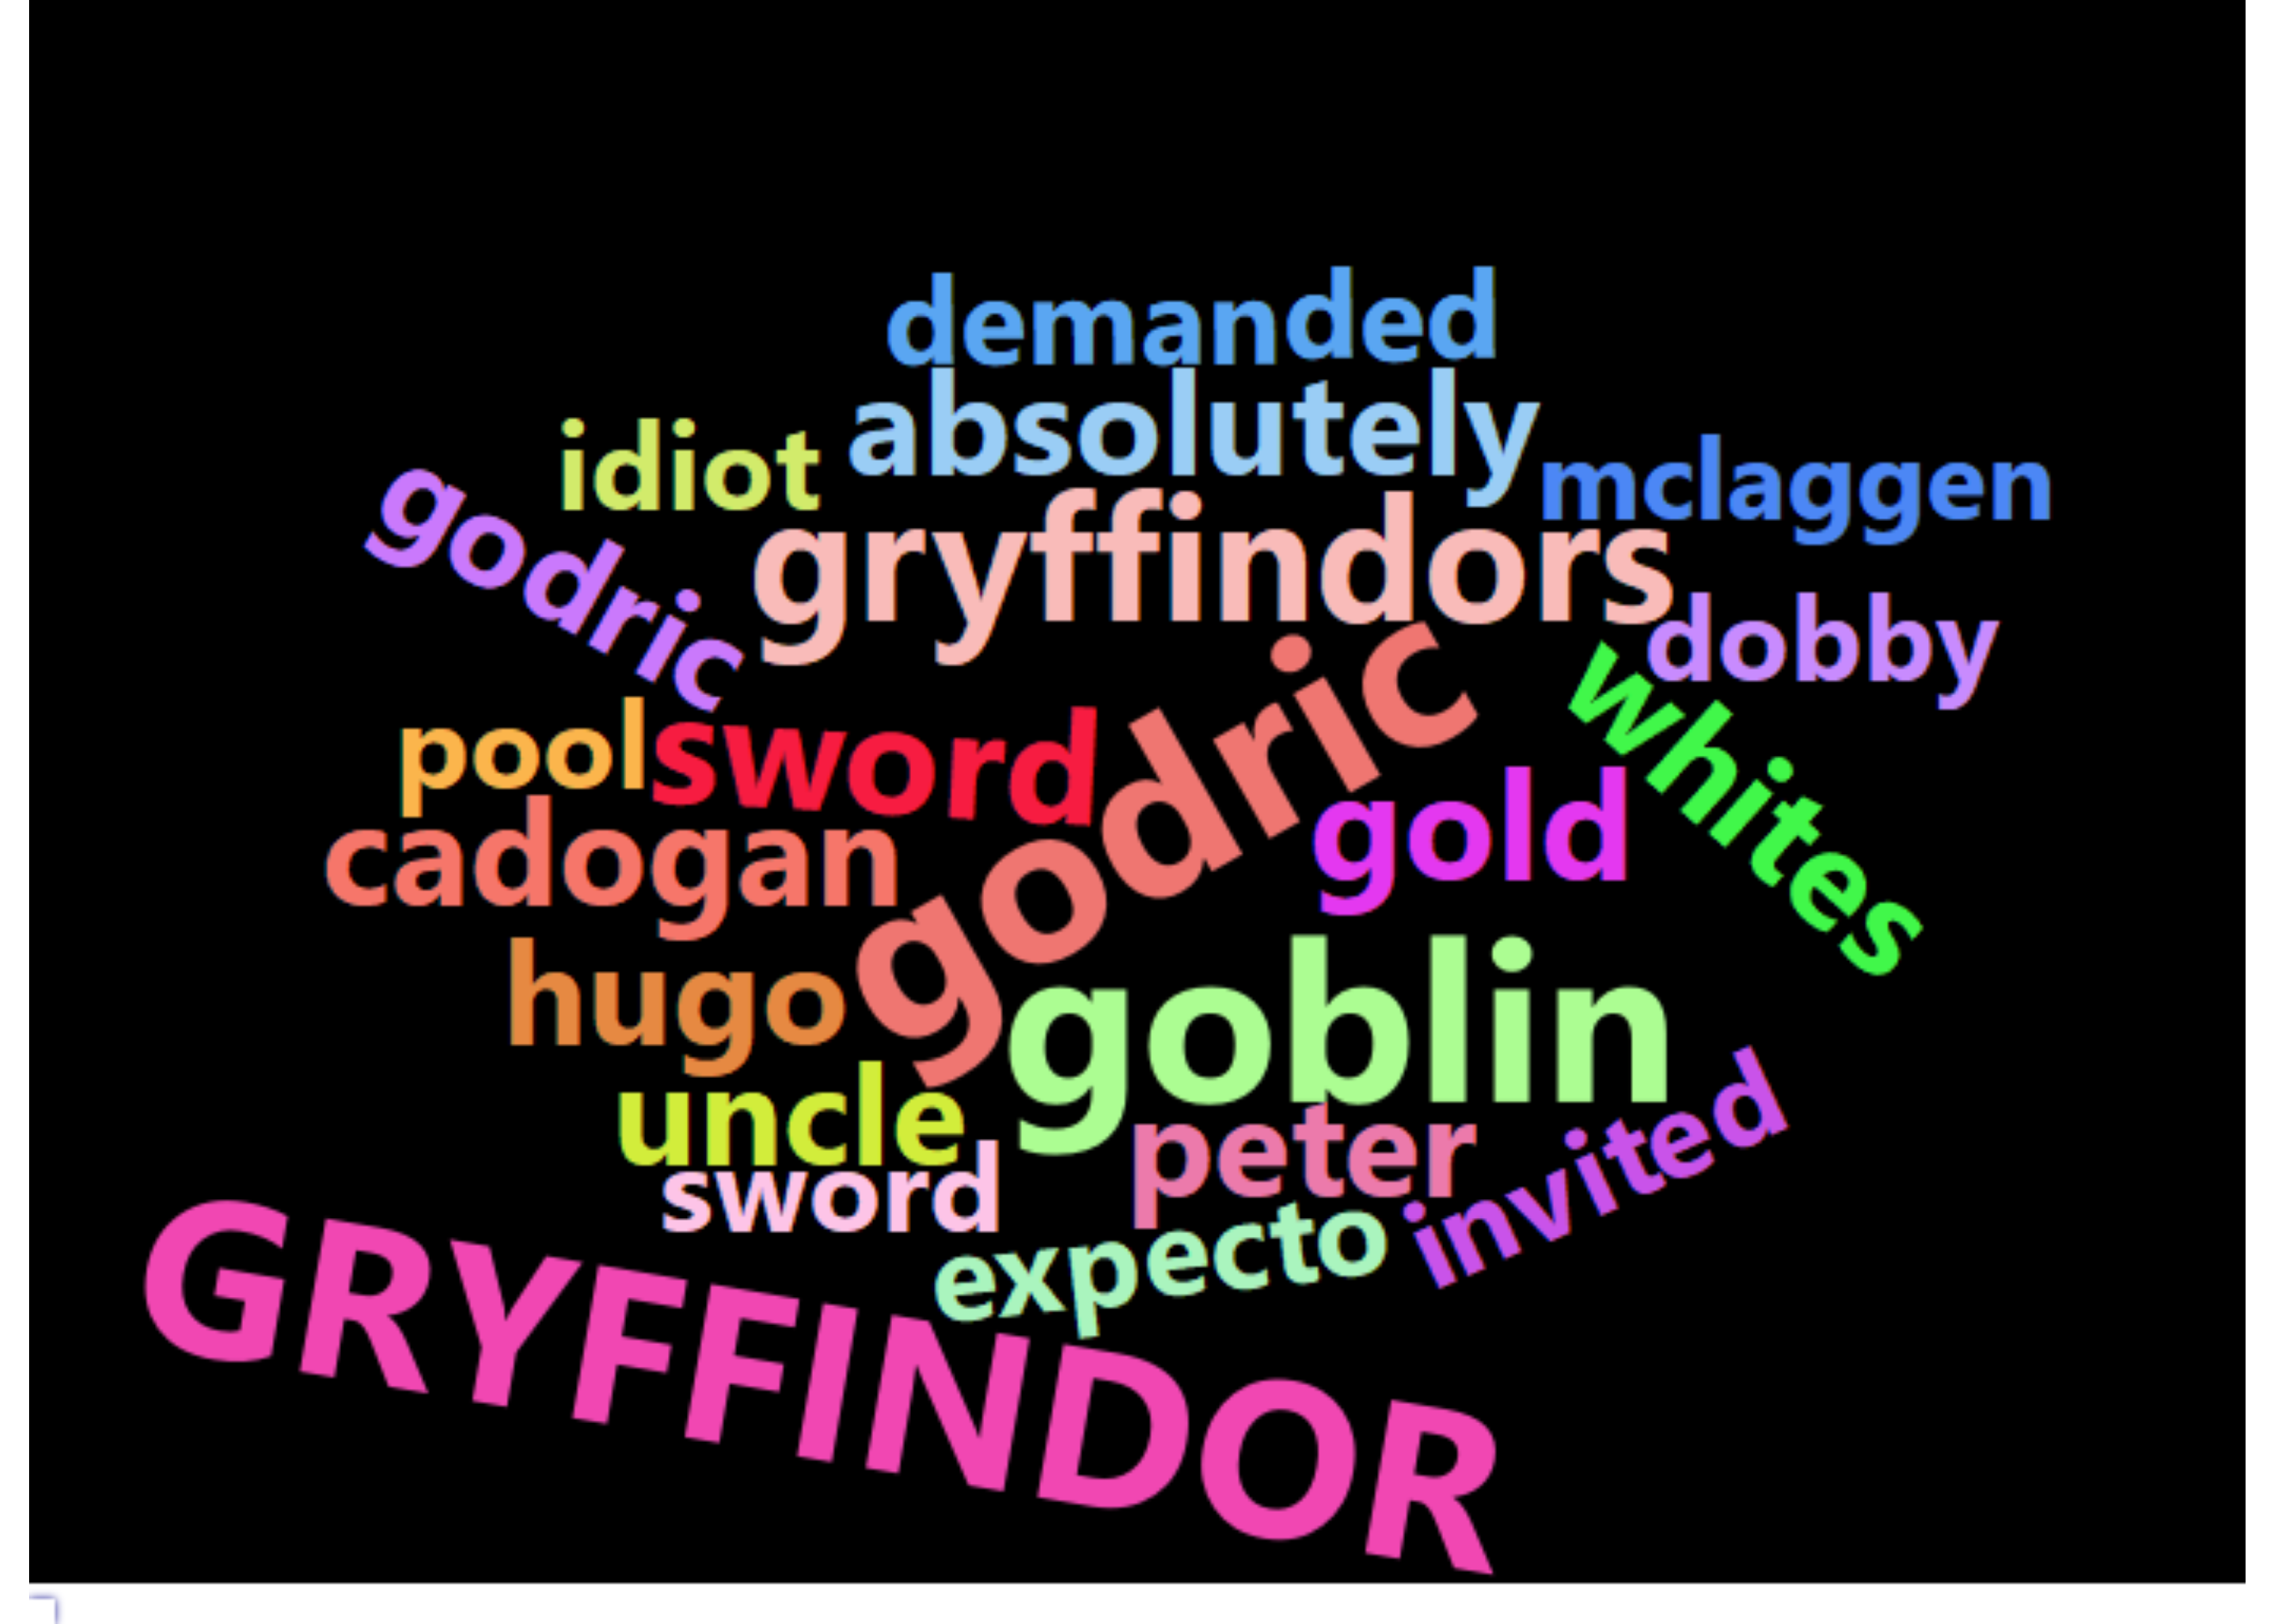 demanded
absolutely
idiot
mclaggen
godric
gryffindors
dobby
whites
pool
sword
godric
gold
cadogan
hugo
goblin
uncle
peter
invited
sword
expecto
GRYFFINDOR